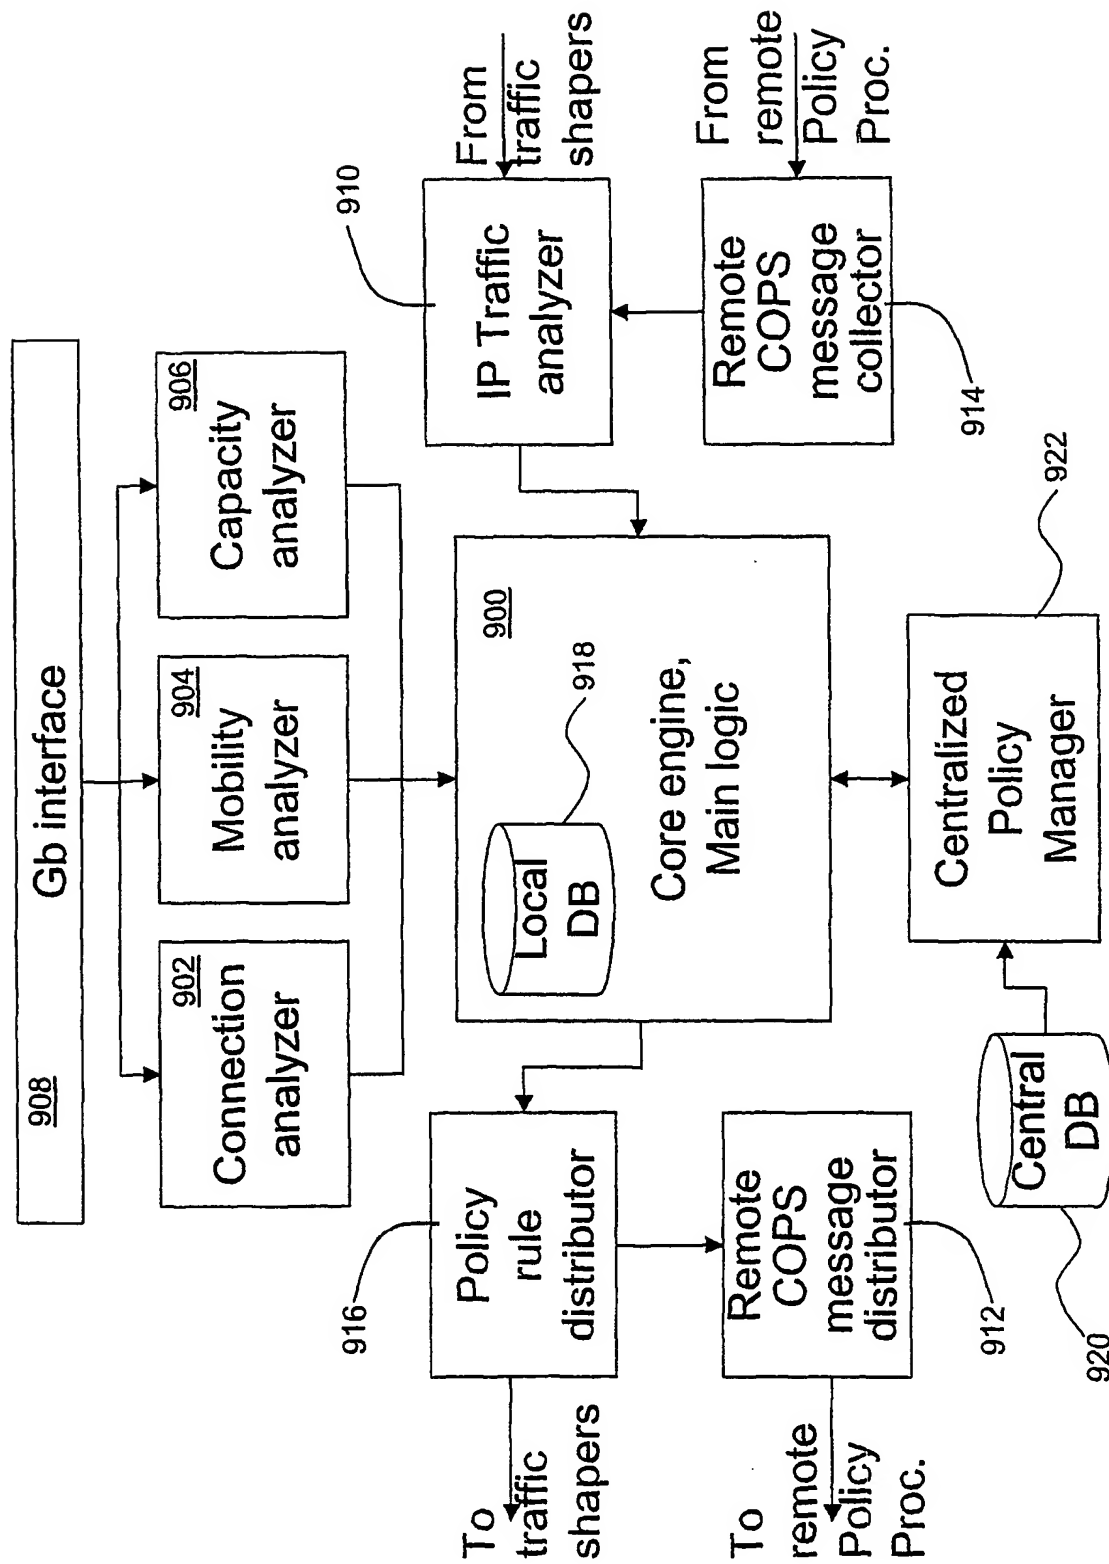 908
Gb interface
902
Connection
analyzer
904
Mobility
analyzer
906
Capacity
analyzer
916
910
To
traffic
shapers
Policy
rule
distributor
900
Local
DB
918
Core engine,
Main logic
IP Traffic
analyzer
From
traffic
shapers
To
remote
Policy
Proc.
Remote
COPS
message
distributor
912
Remote
COPS
message
collector
914
From
remote
Policy
Proc.
920
Central
DB
Centralized
Policy
Manager
922